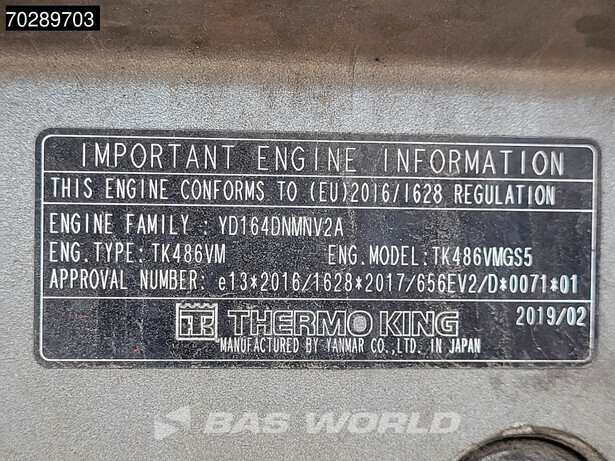 70289703
IMPORTANT ENGINE INFORMATION
THIS ENGINE CONFORMS TO (EU)2016/1628 REGULATION
ENGINE FAMILY : YD164DNMNV2A
ENG.TYPE: TK486VM ENG.MODEL:TK486VMGS5
APPROVAL NUMBER: e13*2016/1628*2017/656EV2/D*0071*01
TK THERMO KING 2019/02
MANUFACTURED BY YANMAR CO.,LTD. IN JAPAN
BAS WORLD